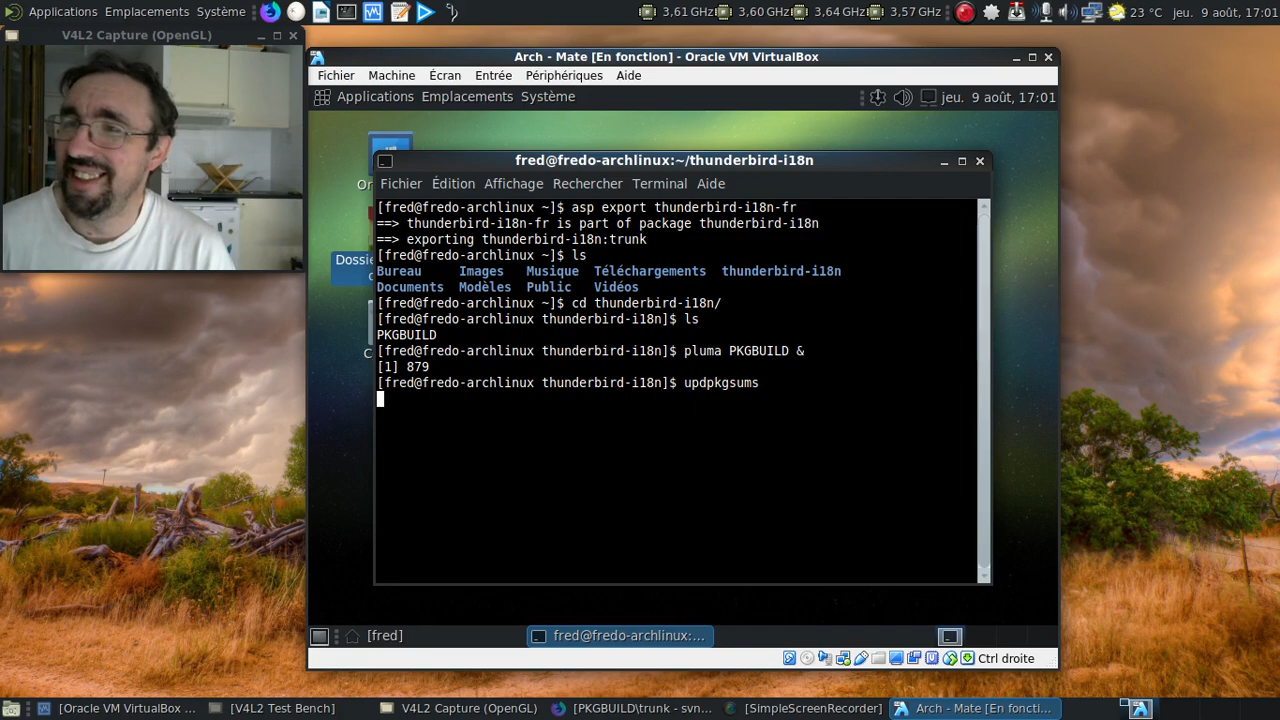 Applications Emplacements Système 3,61 GHz 3,60 GHz 3,64 GHz 3,57 GHz 23 °C jeu. 9 août, 17:01
V4L2 Capture (OpenGL)
Arch - Mate [En fonction] - Oracle VM VirtualBox
Fichier Machine Écran Entrée Périphériques Aide
Applications Emplacements Système jeu. 9 août, 17:01
fred@fredo-archlinux:~/thunderbird-i18n
Fichier Édition Affichage Rechercher Terminal Aide
Or
Dossie
[fred@fredo-archlinux ~]$ asp export thunderbird-i18n-fr
==> thunderbird-i18n-fr is part of package thunderbird-i18n
==> exporting thunderbird-i18n:trunk
[fred@fredo-archlinux ~]$ ls
Bureau Images Musique Téléchargements thunderbird-i18n
Documents Modèles Public Vidéos
[fred@fredo-archlinux ~]$ cd thunderbird-i18n/
[fred@fredo-archlinux thunderbird-i18n]$ ls
PKGBUILD
[fred@fredo-archlinux thunderbird-i18n]$ pluma PKGBUILD &
[1] 879
[fred@fredo-archlinux thunderbird-i18n]$ updpkgsums
[fred] fred@fredo-archlinux:...
Ctrl droite
[Oracle VM VirtualBox ... [V4L2 Test Bench] V4L2 Capture (OpenGL) [PKGBUILD\trunk - svn... [SimpleScreenRecorder] Arch - Mate [En foncti...